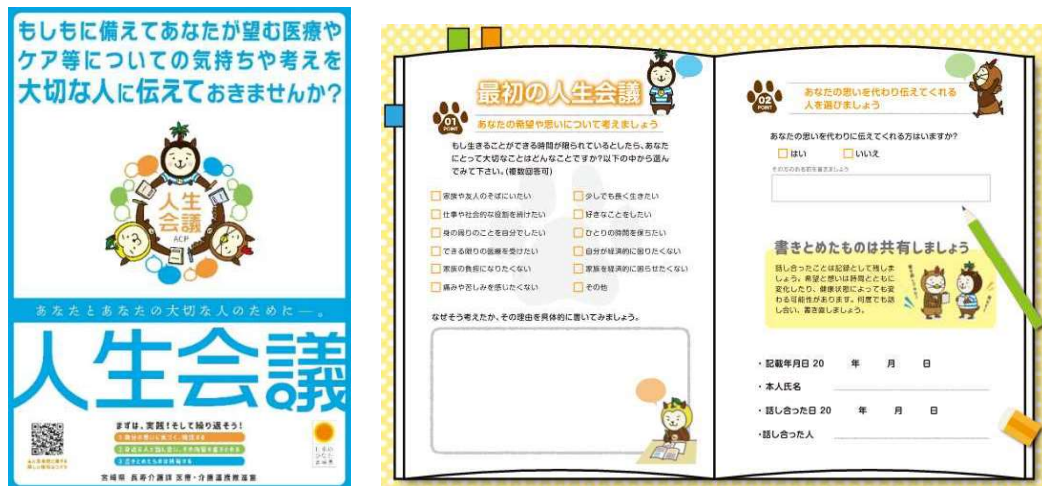 もしもに備えてあなたが望む医療や
ケア等についての気持ちや考えを
大切な人に伝えておきませんか?
人生
会議
ACP
あなたとあなたの大切な人のために―。
人生会議
まずは、実践!そして繰り返そう!
宮崎県 長寿介護課 医療・介護連携推進室
最初の人生会議
01
POINT
あなたの希望や思いについて考えましょう
もし生きることができる時間が限られているとしたら、あなた
にとって大切なことはどんなことですか?以下の中から選ん
でみて下さい。(複数回答可)
家族や友人のそばにいたい
少しでも長く生きたい
仕事や社会的な役割を続けたい
好きなことをしたい
身の周りのことを自分でしたい
ひとりの時間を保ちたい
できる限りの医療を受けたい
自分が経済的に困りたくない
家族の負担になりたくない
家族を経済的に困らせたくない
痛みや苦しみを感じたくない
その他
なぜそう考えたか、その理由を具体的に書いてみましょう。
02
POINT
あなたの思いを代わり伝えてくれる
人を選びましょう
あなたの思いを代わりに伝えてくれる方はいますか?
はい
いいえ
書きとめたものは共有しましょう
話し合ったことは記録として残しま
しょう。希望と想いは時間とともに
変化したり、健康状態によっても変
わる可能性があります。何度でも話
し合い、書き直しましょう。
・記載年月日 20 年 月 日
・本人氏名
・話し合った日 20 年 月 日
・話し合った人